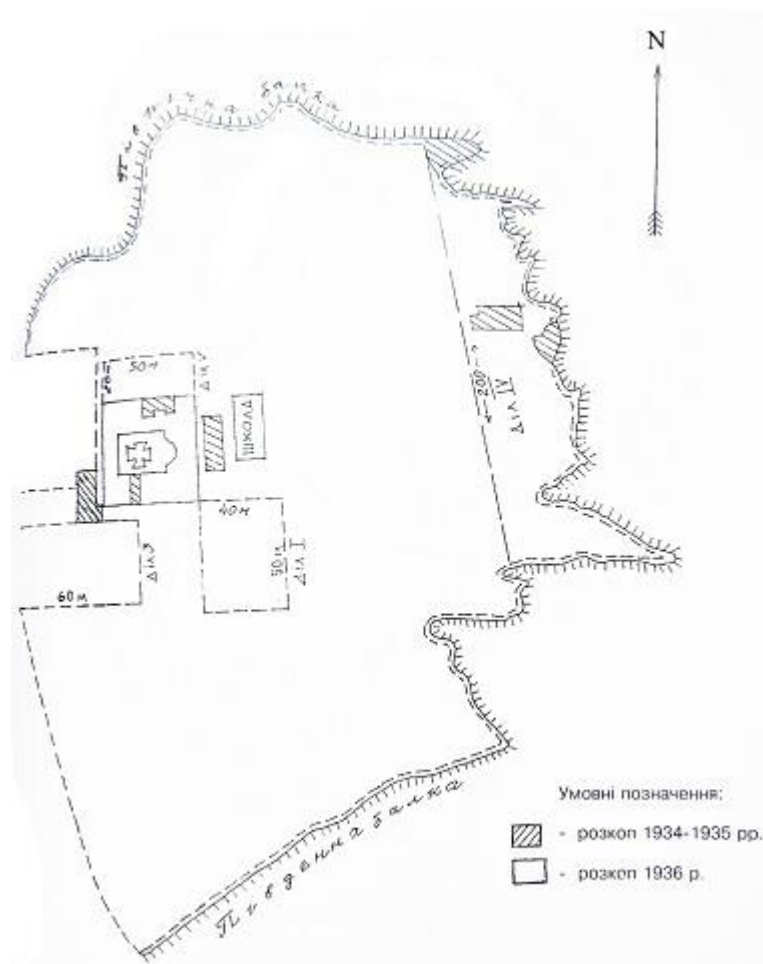 N
Північна балка
50 м
20 м
Діл. V
Школа
200
Діл IV
40 м
50 м
Діл I
Діл
60 м
Умовні позначення:
- розкоп 1934-1935 рр.
- розкоп 1936 р.
Південна балка